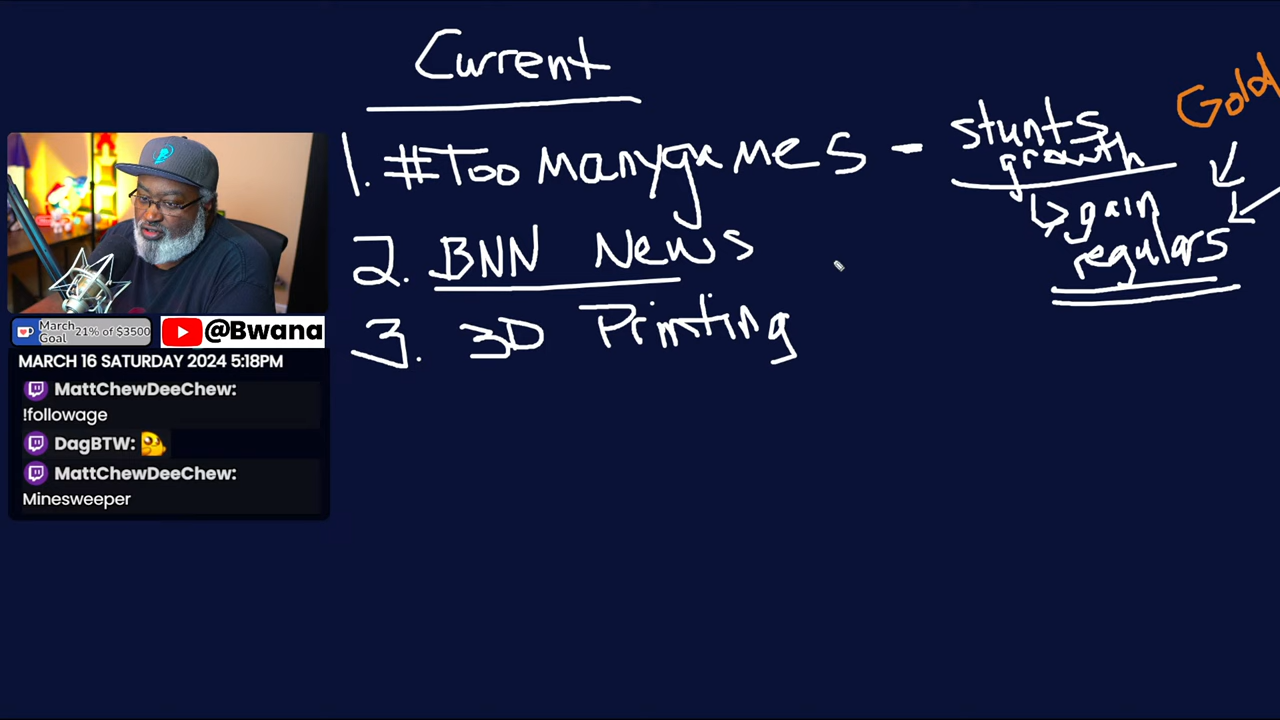 Current
1. #Toomanygames - stunts growth
↳ gain regulars
Gold
2. BNN News
3. 3D Printing
March Goal 21% of $3500
@Bwana
MARCH 16 SATURDAY 2024 5:18PM
MattChewDeeChew:
!followage
DagBTW:
MattChewDeeChew:
Minesweeper